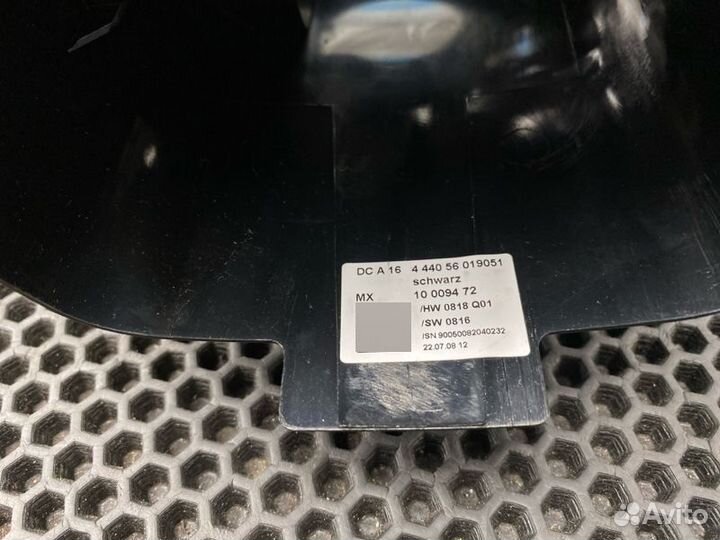 DC A 16 4 440 56 019051
schwarz
MX 10 0094 72
/HW 0818 Q01
/SW 0816
/SN 90050082040232
22.07.08 12
Avito